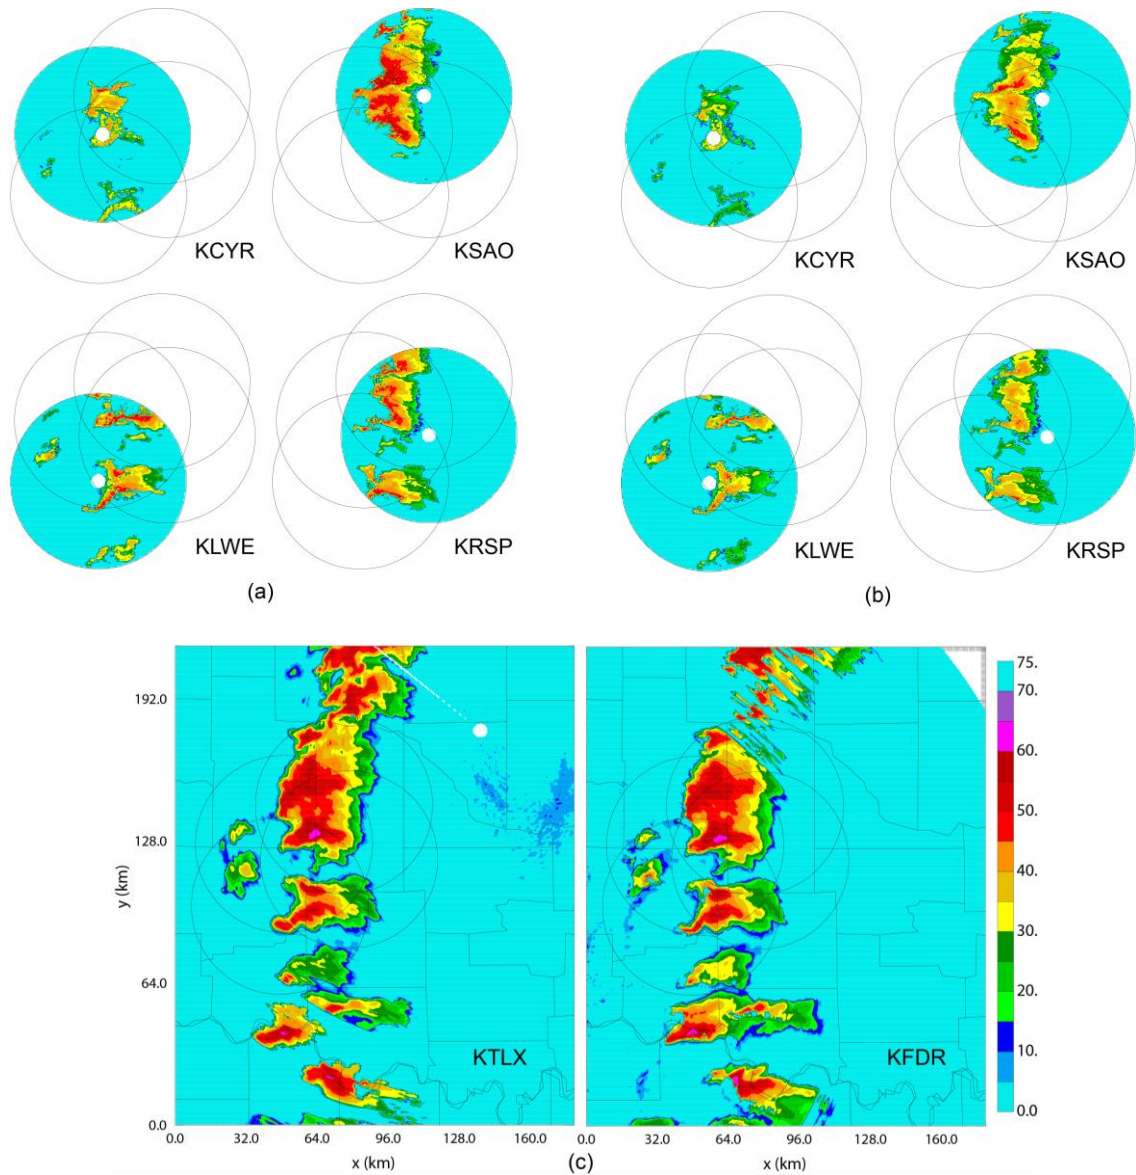 KCYR KSAO KCYR KSAO
KLWE KRSP KLWE KRSP
(a) (b)
75.
70.
192.0
60.
50.
128.0
40.
y (km)
30.
64.0
20.
KTLX KFDR
10.
0.0
0.0
0.0 32.0 64.0 96.0 128.0 160.0 0.0 32.0 64.0 96.0 128.0 160.0
x (km) (c) x (km)